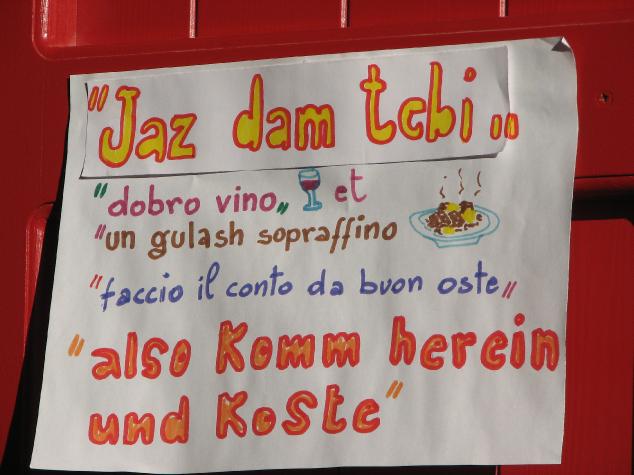 "Jaz dam tebi „
"dobro vino„ et
"un gulash sopraffino
"faccio il conto da buon oste"
"also Komm herein
und Koste"